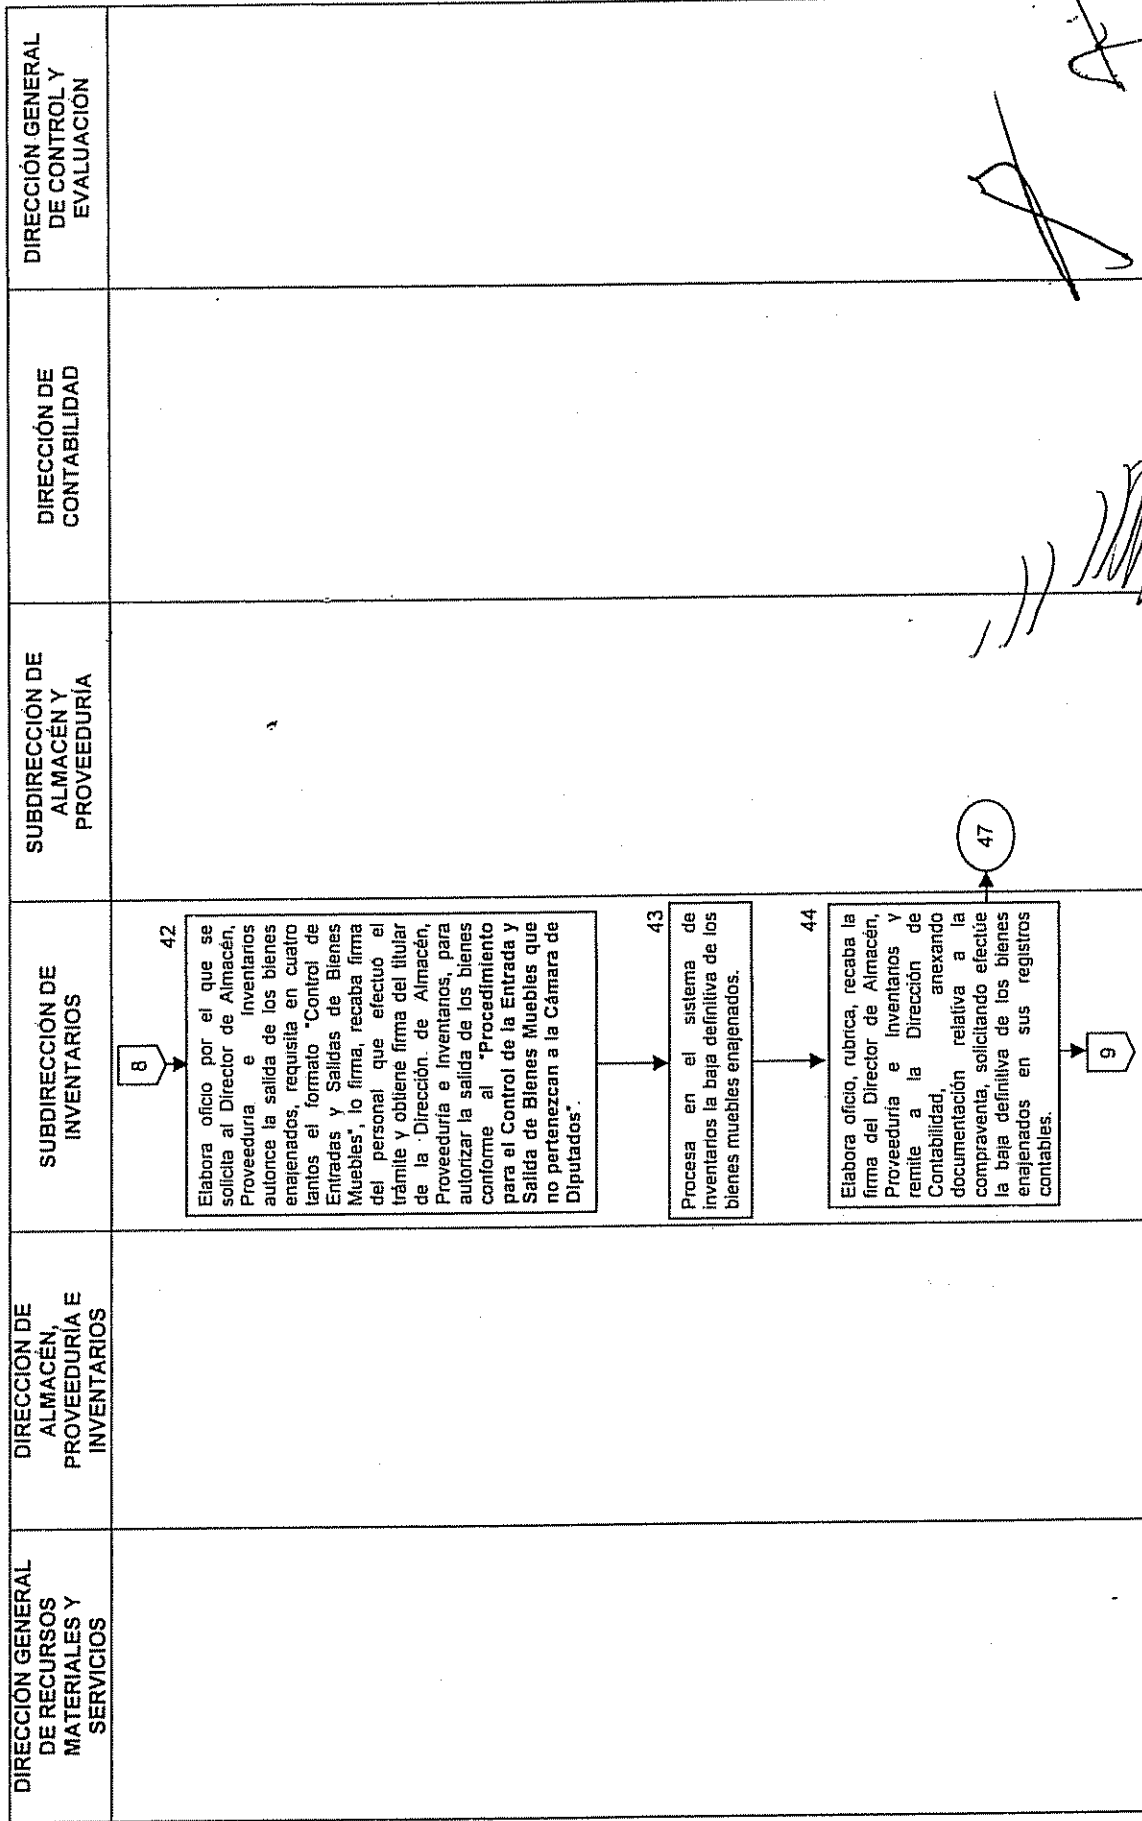 DIRECCIÓN GENERAL
DE RECURSOS
MATERIALES Y
SERVICIOS
DIRECCION DE
ALMACÉN,
PROVEEDURÍA E
INVENTARIOS
SUBDIRECCIÓN DE
INVENTARIOS
SUBDIRECCIÓN DE
ALMACÉN Y
PROVEEDURÍA
DIRECCIÓN DE
CONTABILIDAD
DIRECCIÓN GENERAL
DE CONTROL Y
EVALUACIÓN
8
42
Elabora oficio por el que se
solicita al Director de Almacén,
Proveeduría e Inventarios
autorice la salida de los bienes
enajenados, requisita en cuatro
tantos el formato "Control de
Entradas y Salidas de Bienes
Muebles", lo firma, recaba firma
del personal que efectuó el
trámite y obtiene firma del titular
de la Dirección de Almacén,
Proveeduría e Inventarios, para
autorizar la salida de los bienes
conforme al "Procedimiento
para el Control de la Entrada y
Salida de Bienes Muebles que
no pertenezcan a la Cámara de
Diputados".
43
Procesa en el sistema de
inventarios la baja definitiva de los
bienes muebles enajenados.
44
Elabora oficio, rubrica, recaba la
firma del Director de Almacén,
Proveeduría e Inventarios y
remite a la Dirección de
Contabilidad, anexando
documentación relativa a la
compraventa, solicitando efectúe
la baja definitiva de los bienes
enajenados en sus registros
contables.
47
9